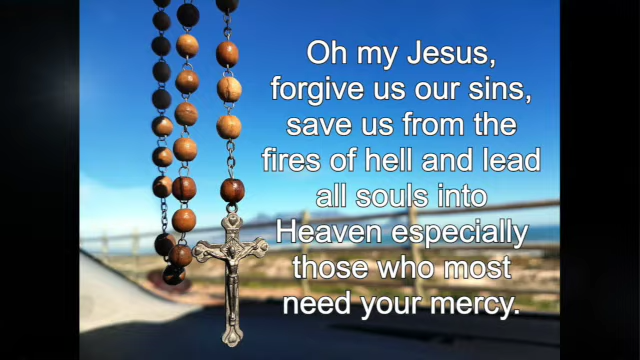 Oh my Jesus,
forgive us our sins,
save us from the
fires of hell and lead
all souls into
Heaven especially
those who most
need your mercy.